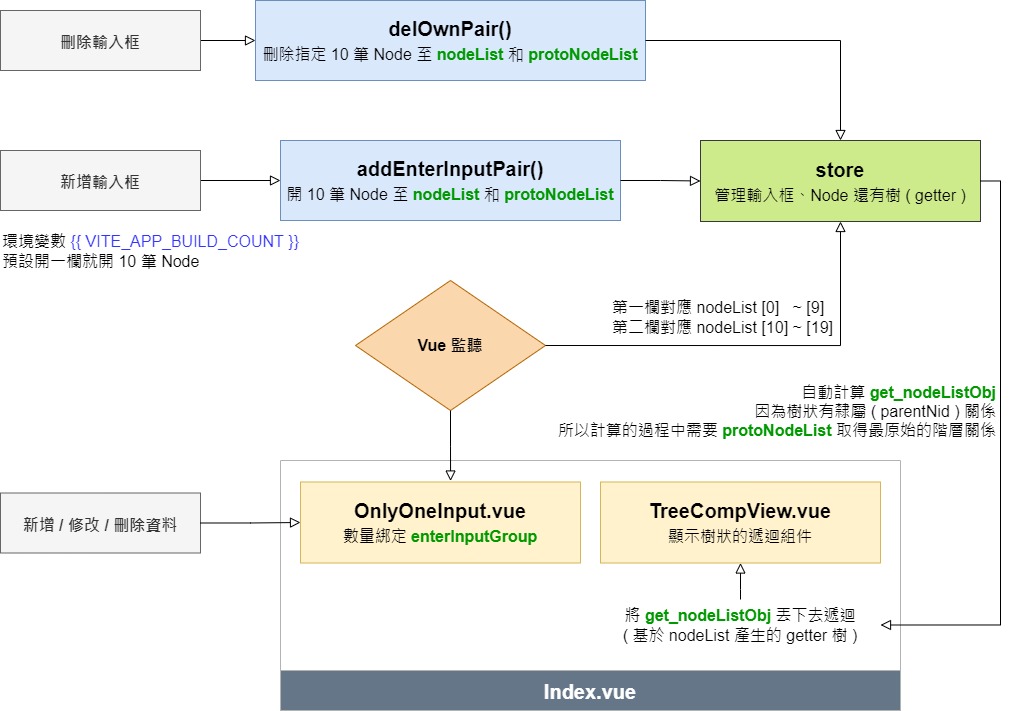 刪除輸入框
delOwnPair()
刪除指定 10 筆 Node 至 nodeList 和 protoNodeList
新增輸入框
addEnterInputPair()
開 10 筆 Node 至 nodeList 和 protoNodeList
store
管理輸入框、Node 還有樹 ( getter )
環境變數 {{ VITE_APP_BUILD_COUNT }}
預設開一欄就開 10 筆 Node
Vue 監聽
第一欄對應 nodeList [0] ~ [9]
第二欄對應 nodeList [10] ~ [19]
自動計算 get_nodeListObj
因為樹狀有隸屬 ( parentNid ) 關係
所以計算的過程中需要 protoNodeList 取得最原始的階層關係
新增 / 修改 / 刪除資料
OnlyOneInput.vue
數量綁定 enterInputGroup
TreeCompView.vue
顯示樹狀的遞迴組件
將 get_nodeListObj 丟下去遞迴
( 基於 nodeList 產生的 getter 樹 )
Index.vue